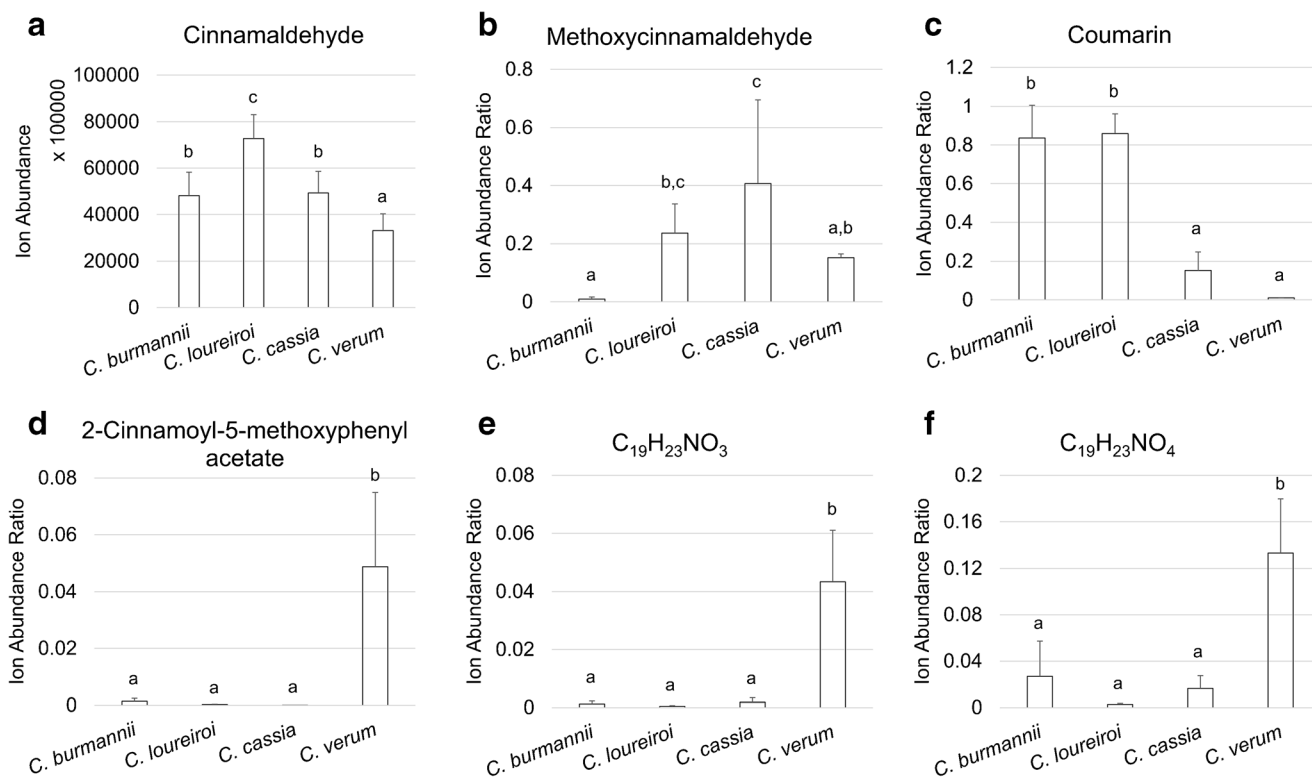 a
Cinnamaldehyde
Ion Abundance
x 100000
100000
80000
60000
40000
20000
0
b
c
b
a
C. burmannii
C. loureiroi
C. cassia
C. verum
b
Methoxycinnamaldehyde
Ion Abundance Ratio
0.8
0.6
0.4
0.2
0
a
b,c
c
a,b
C. burmannii
C. loureiroi
C. cassia
C. verum
c
Coumarin
Ion Abundance Ratio
1.2
1
0.8
0.6
0.4
0.2
0
b
b
a
a
C. burmannii
C. loureiroi
C. cassia
C. verum
d
2-Cinnamoyl-5-methoxyphenyl
acetate
Ion Abundance Ratio
0.08
0.06
0.04
0.02
0
a
a
a
b
C. burmannii
C. loureiroi
C. cassia
C. verum
e
C₁₉H₂₃NO₃
Ion Abundance Ratio
0.08
0.06
0.04
0.02
0
a
a
a
b
C. burmannii
C. loureiroi
C. cassia
C. verum
f
C₁₉H₂₃NO₄
Ion Abundance Ratio
0.2
0.16
0.12
0.08
0.04
0
a
a
a
b
C. burmannii
C. loureiroi
C. cassia
C. verum